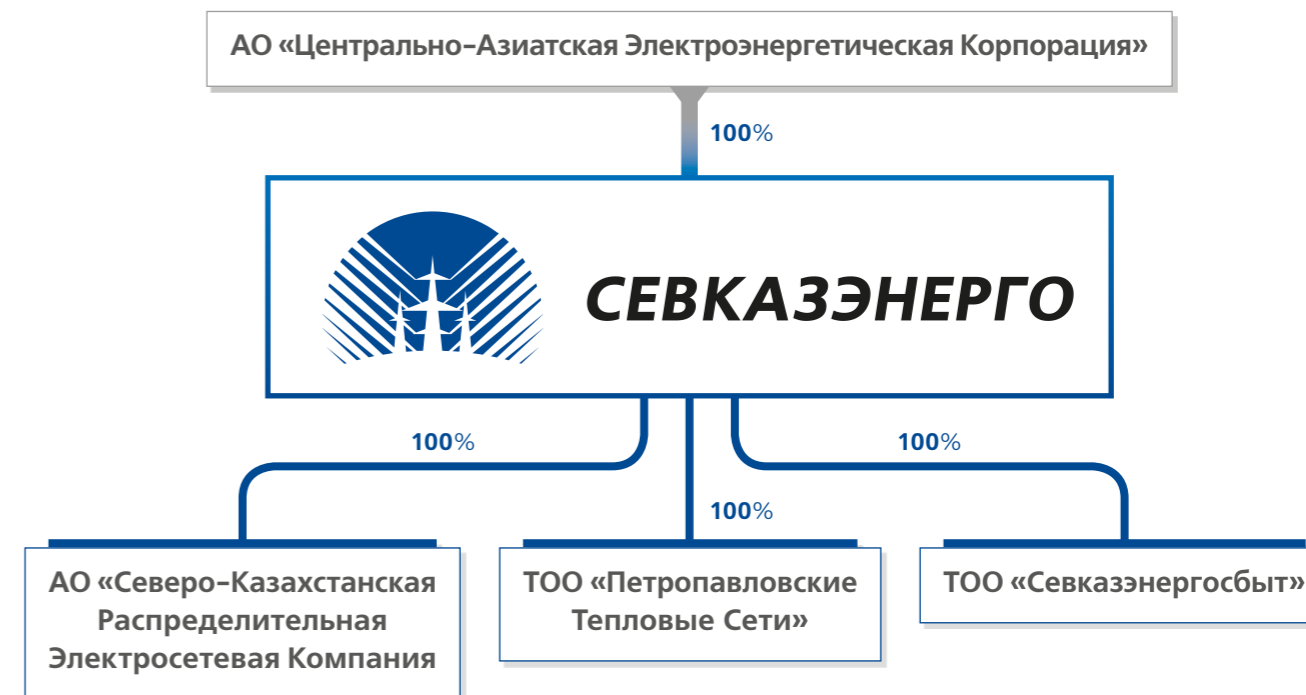 АО «Центрально-Азиатская Электроэнергетическая Корпорация»
100%
СЕВКАЗЭНЕРГО
100%
100%
100%
АО «Северо-Казахстанская
Распределительная
Электросетевая Компания
ТОО «Петропавловские
Тепловые Сети»
ТОО «Севказэнергосбыт»